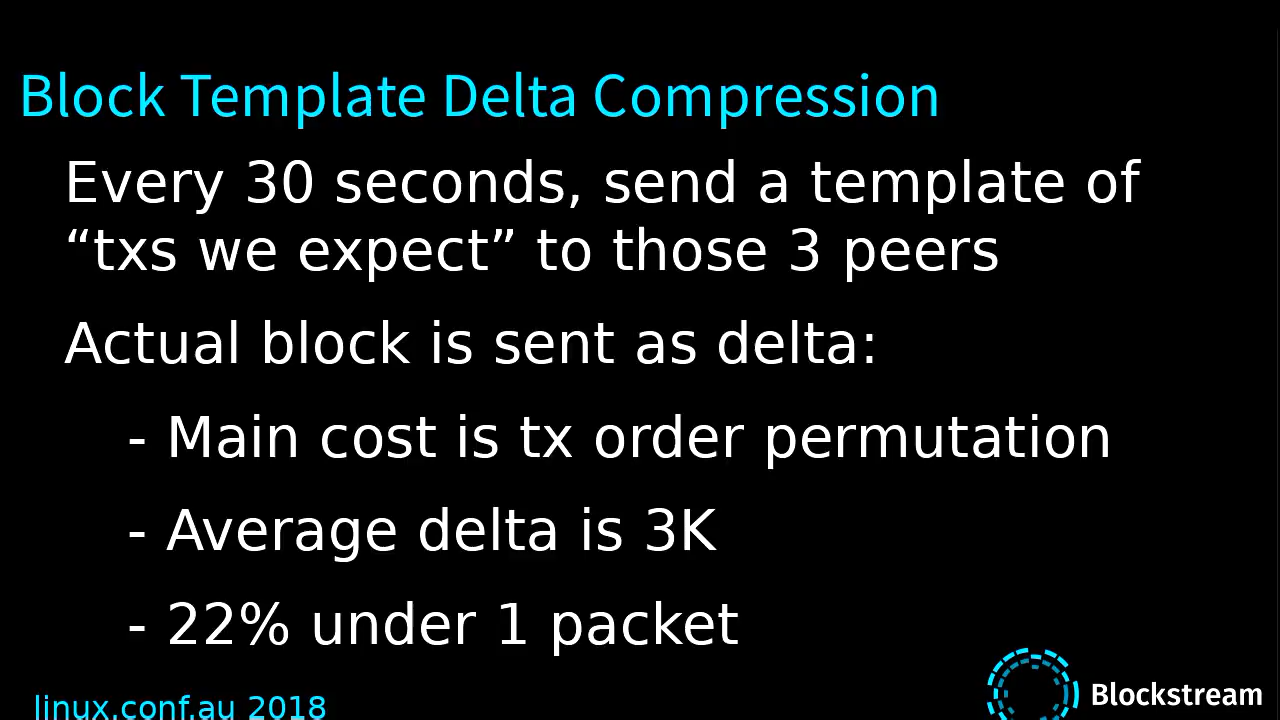 Block Template Delta Compression
Every 30 seconds, send a template of
“txs we expect” to those 3 peers
Actual block is sent as delta:
- Main cost is tx order permutation
- Average delta is 3K
- 22% under 1 packet
linux.conf.au 2018
Blockstream